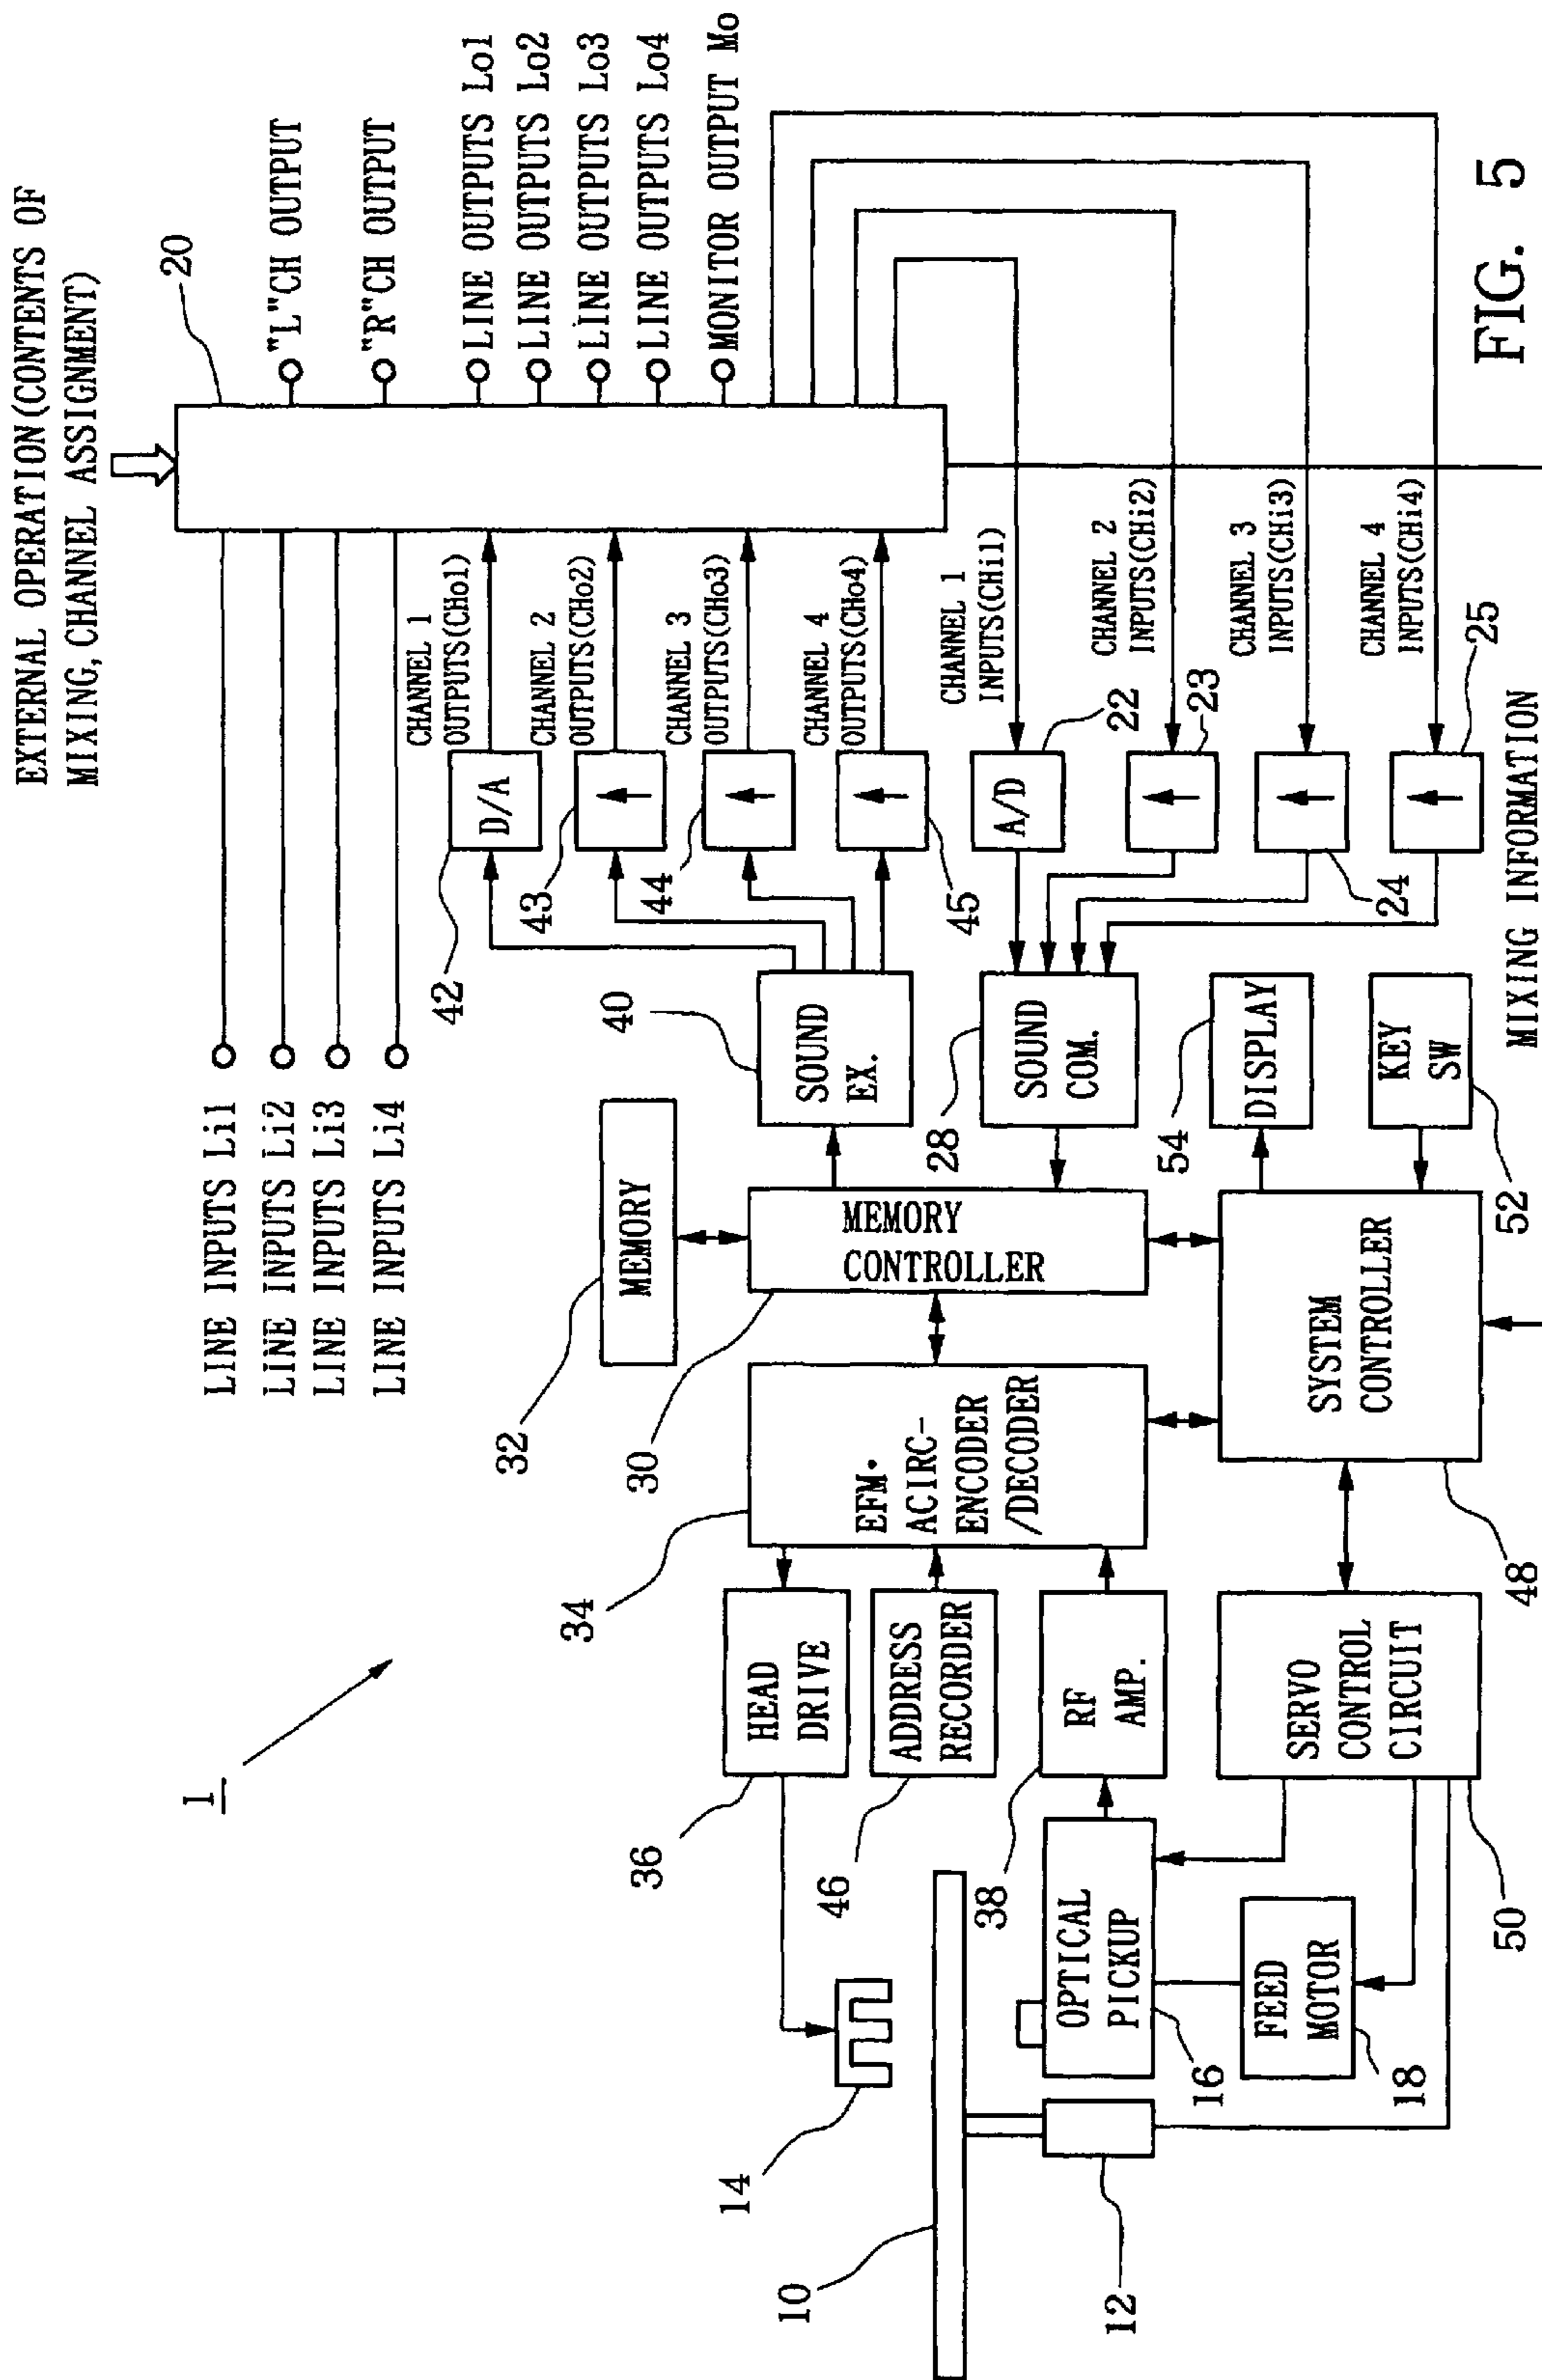 EXTERNAL OPERATION(CONTENTS OF
MIXING,CHANNEL ASSIGNMENT)
20
LINE INPUTS Li1
LINE INPUTS Li2
LINE INPUTS Li3
LINE INPUTS Li4
"L"CH OUTPUT
"R"CH OUTPUT
LINE OUTPUTS Lo1
LINE OUTPUTS Lo2
LINE OUTPUTS Lo3
LINE OUTPUTS Lo4
MONITOR OUTPUT Mo
1
CHANNEL 1
OUTPUTS(CHo1)
CHANNEL 2
OUTPUTS(CHo2)
CHANNEL 3
OUTPUTS(CHo3)
CHANNEL 4
OUTPUTS(CHo4)
42
D/A
43
44
45
CHANNEL 1
INPUTS(CHi1)
CHANNEL 2
INPUTS(CHi2)
CHANNEL 3
INPUTS(CHi3)
CHANNEL 4
INPUTS(CHi4)
22
A/D
23
24
25
32
MEMORY
40
SOUND
EX.
28
SOUND
COM.
30
MEMORY
CONTROLLER
34
EFM·
ACIRC-
ENCODER
/DECODER
36
HEAD
DRIVE
46
ADDRESS
RECORDER
38
RF
AMP.
14
10
12
OPTICAL
PICKUP
16
FEED
MOTOR
18
SERVO
CONTROL
CIRCUIT
50
SYSTEM
CONTROLLER
48
54
DISPLAY
KEY
SW
52
MIXING INFORMATION
FIG. 5